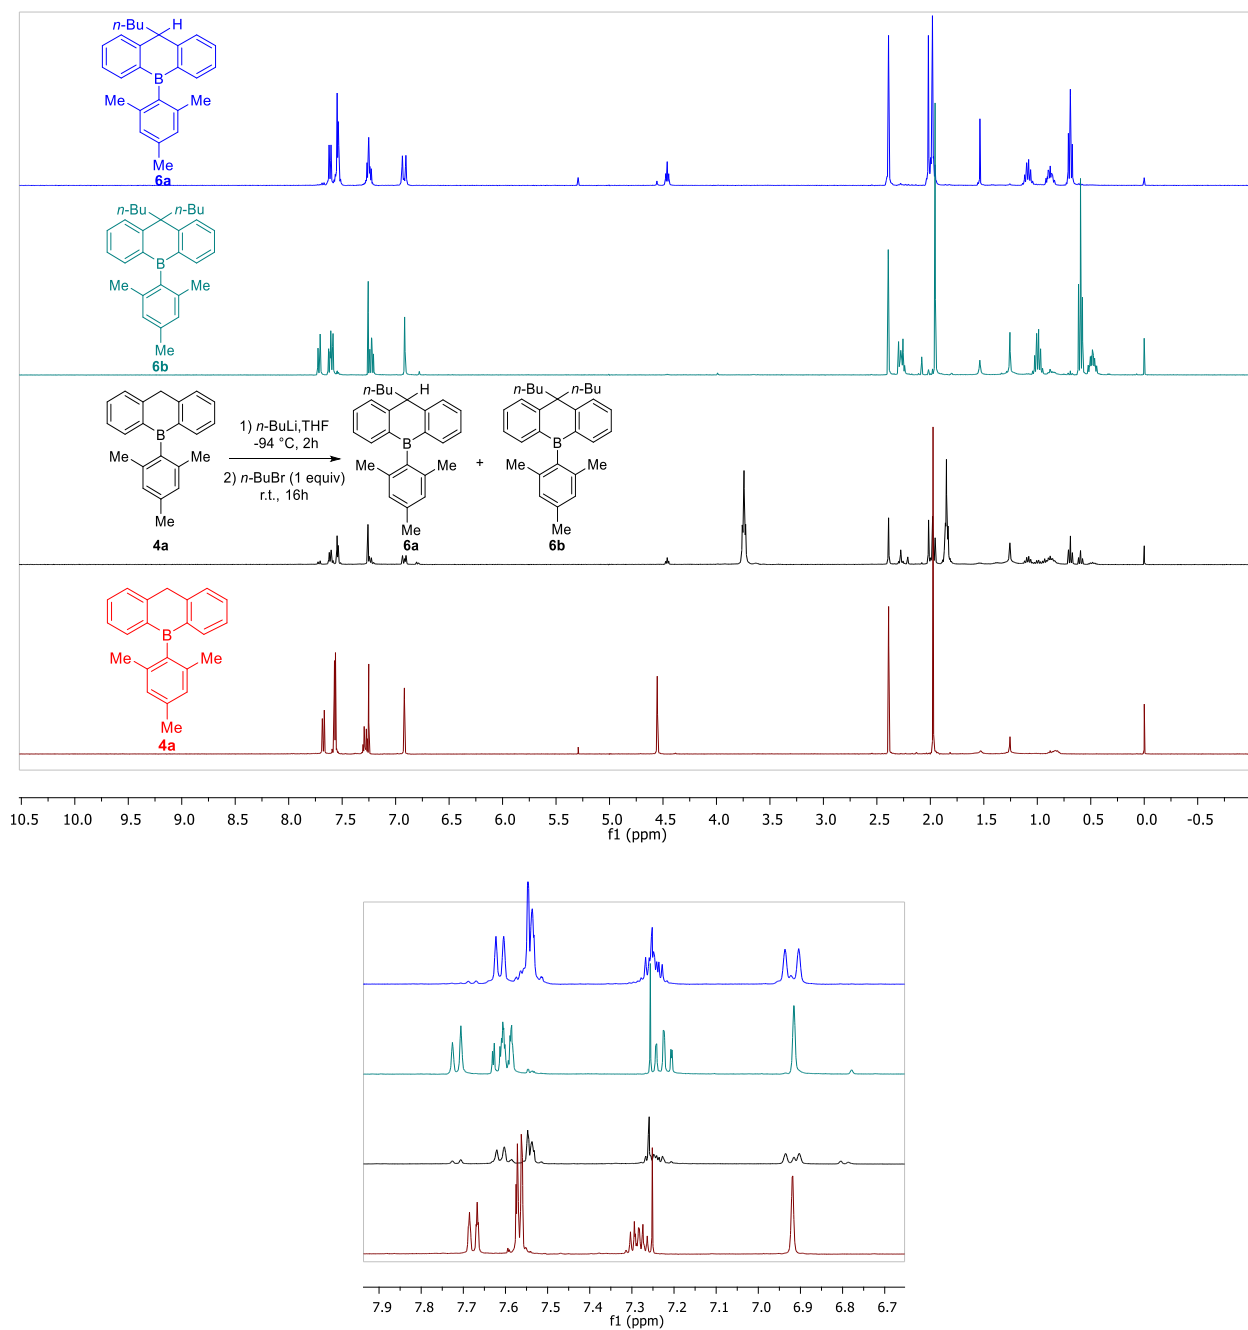 n-Bu H
B
Me Me
Me
6a
n-Bu n-Bu
B
Me Me
Me
6b
B
Me Me
Me
4a
1) n-BuLi,THF
-94 °C, 2h
2) n-BuBr (1 equiv)
r.t., 16h
n-Bu H
B
Me Me
Me
6a
+
n-Bu n-Bu
B
Me Me
Me
6b
B
Me Me
Me
4a
10.5 10.0 9.5 9.0 8.5 8.0 7.5 7.0 6.5 6.0 5.5 5.0 4.5 4.0 3.5 3.0 2.5 2.0 1.5 1.0 0.5 0.0 -0.5
f1 (ppm)
7.9 7.8 7.7 7.6 7.5 7.4 7.3 7.2 7.1 7.0 6.9 6.8 6.7
f1 (ppm)